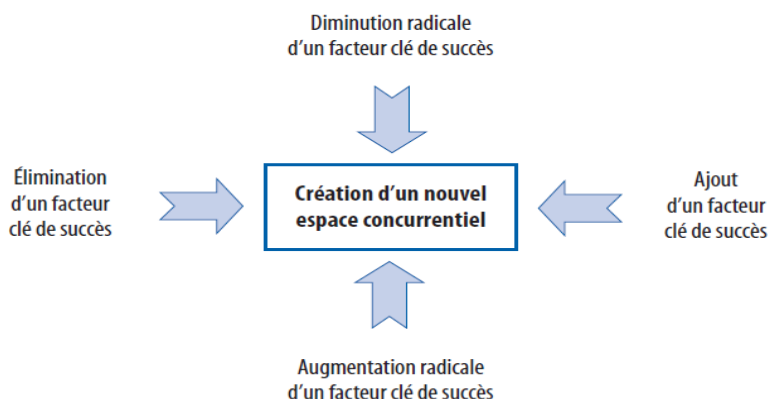 Diminution radicale
d'un facteur clé de succès
Élimination
d'un facteur
clé de succès
Création d'un nouvel
espace concurrentiel
Ajout
d'un facteur
clé de succès
Augmentation radicale
d'un facteur clé de succès